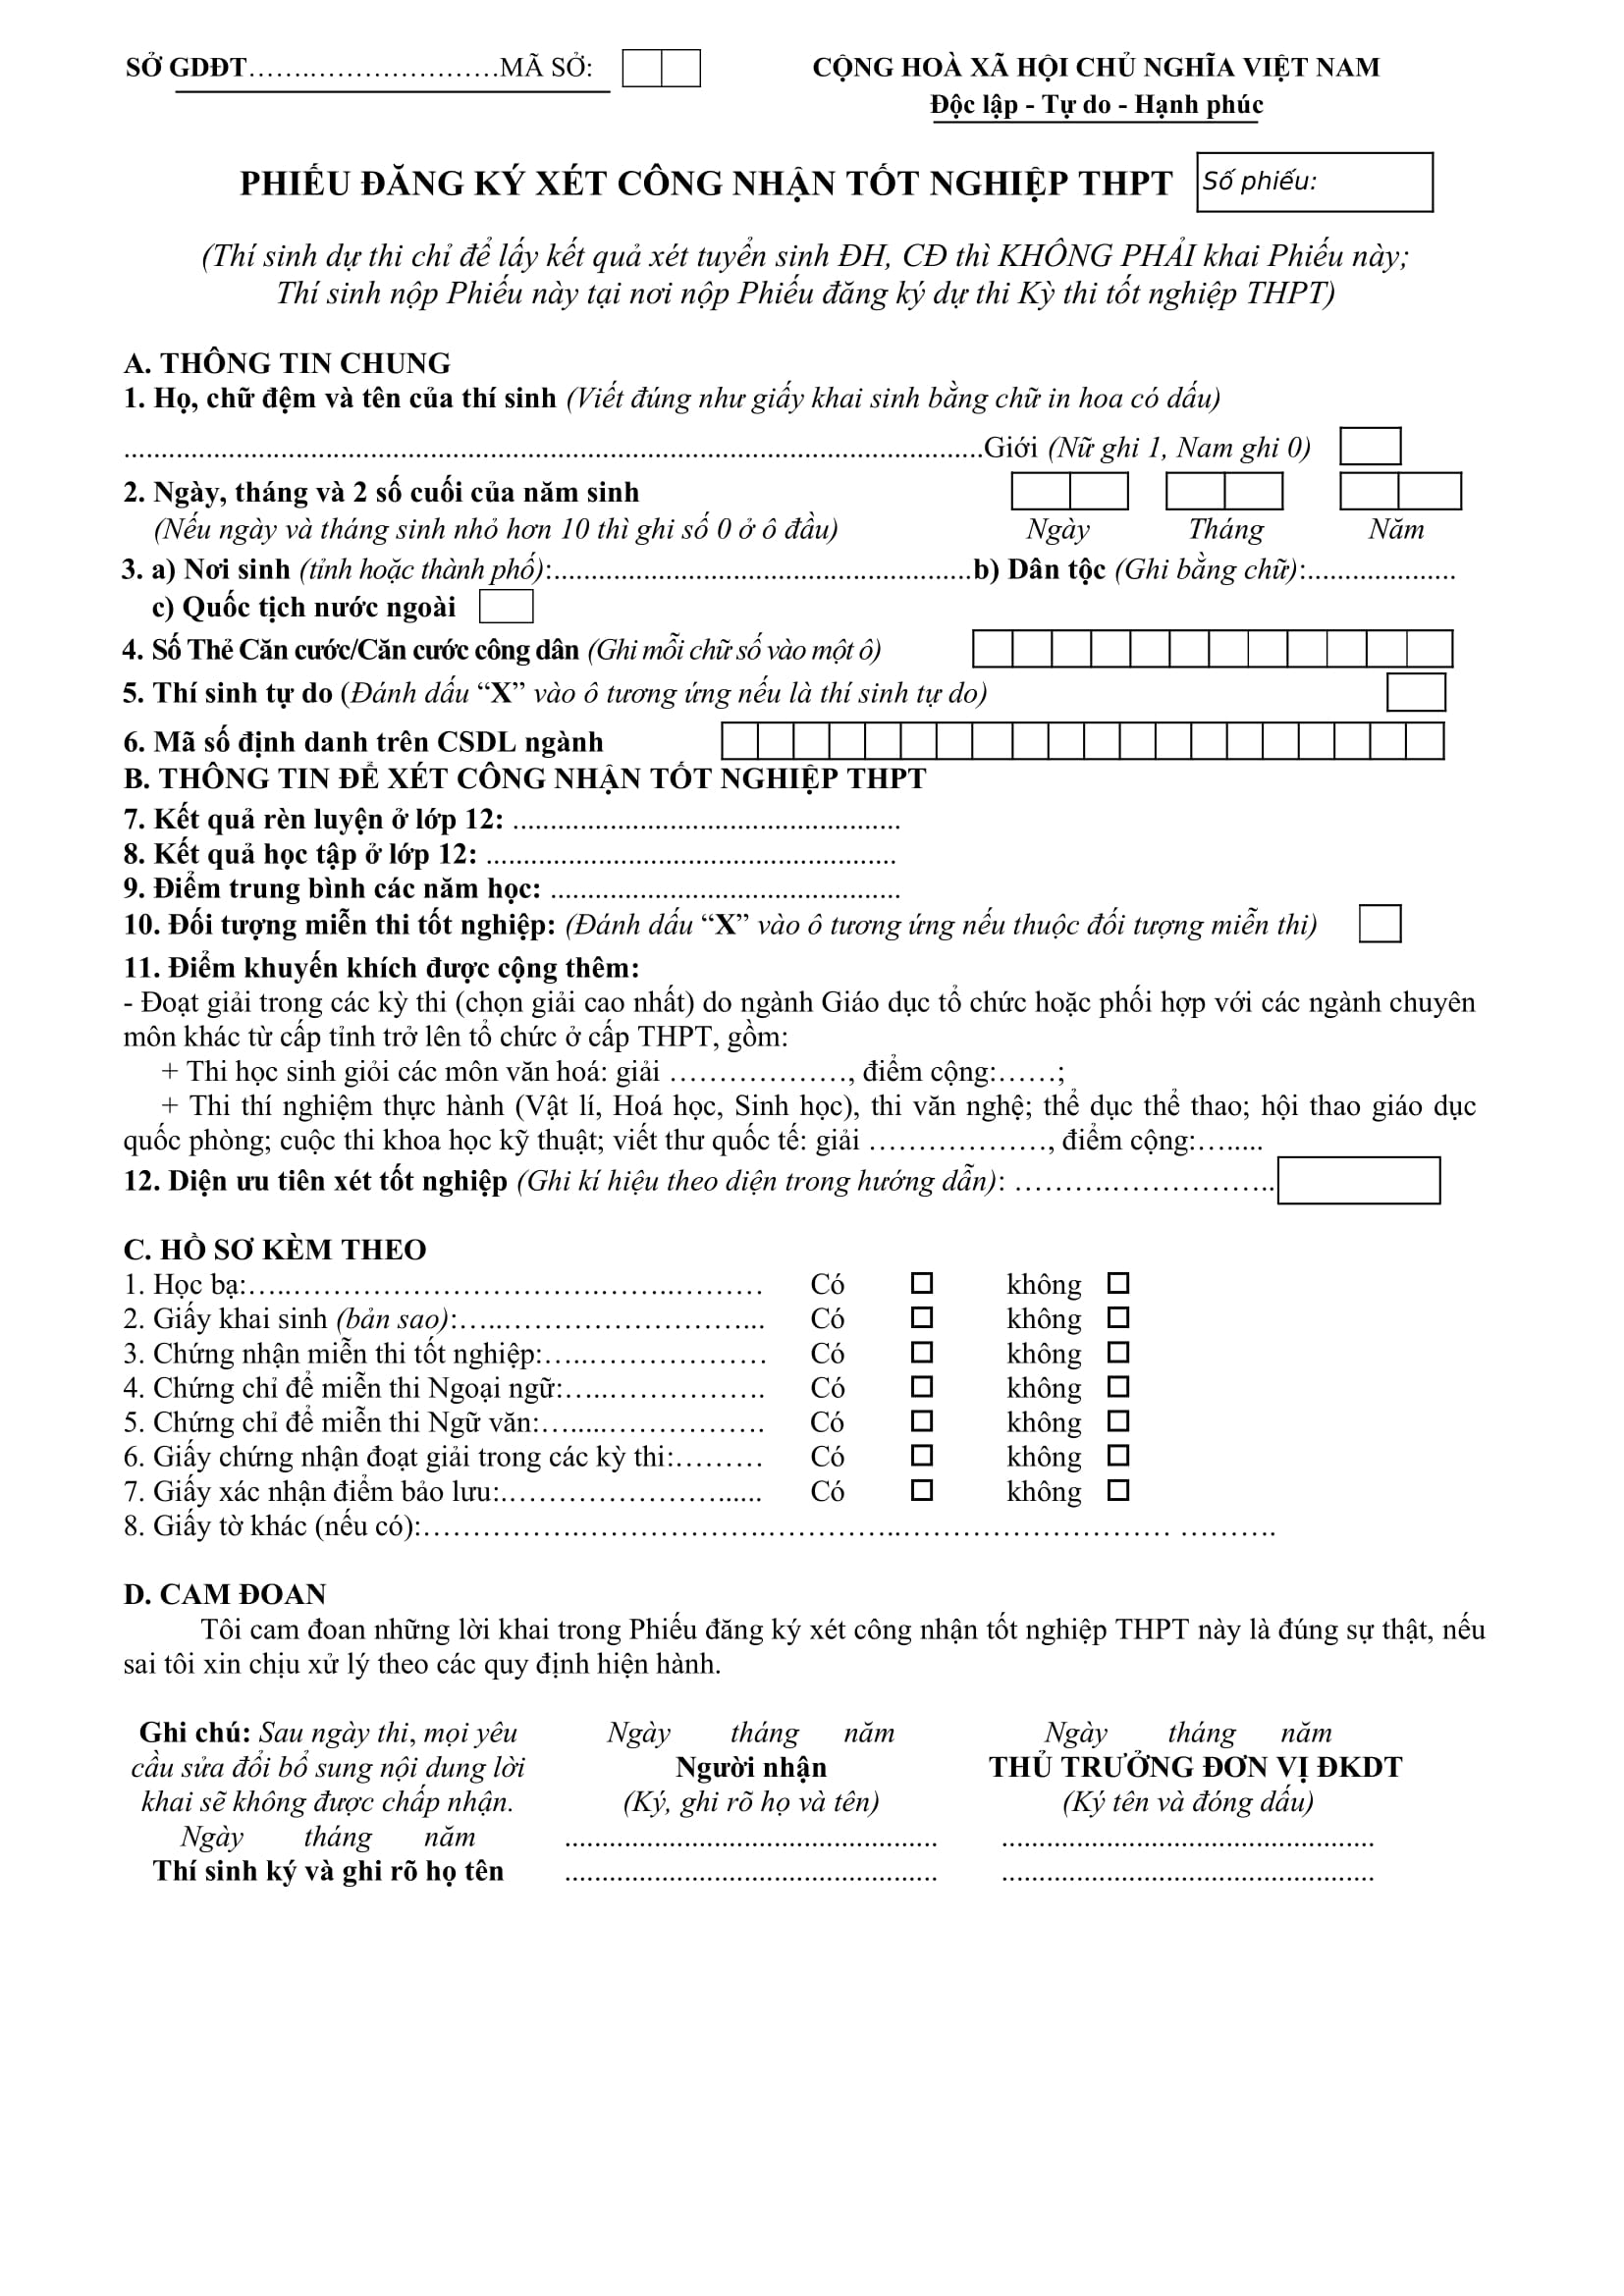 SỞ GDĐT……..…………………MÃ SỞ:
CỘNG HOÀ XÃ HỘI CHỦ NGHĨA VIỆT NAM
Độc lập - Tự do - Hạnh phúc
PHIẾU ĐĂNG KÝ XÉT CÔNG NHẬN TỐT NGHIỆP THPT
Số phiếu:
(Thí sinh dự thi chỉ để lấy kết quả xét tuyển sinh ĐH, CĐ thì KHÔNG PHẢI khai Phiếu này;
Thí sinh nộp Phiếu này tại nơi nộp Phiếu đăng ký dự thi Kỳ thi tốt nghiệp THPT)
A. THÔNG TIN CHUNG
1. Họ, chữ đệm và tên của thí sinh (Viết đúng như giấy khai sinh bằng chữ in hoa có dấu)
....................................................................................................................Giới (Nữ ghi 1, Nam ghi 0)
2. Ngày, tháng và 2 số cuối của năm sinh
(Nếu ngày và tháng sinh nhỏ hơn 10 thì ghi số 0 ở ô đầu) Ngày Tháng Năm
3. a) Nơi sinh (tỉnh hoặc thành phố):........................................................b) Dân tộc (Ghi bằng chữ):....................
c) Quốc tịch nước ngoài
4. Số Thẻ Căn cước/Căn cước công dân (Ghi mỗi chữ số vào một ô)
5. Thí sinh tự do (Đánh dấu “X” vào ô tương ứng nếu là thí sinh tự do)
6. Mã số định danh trên CSDL ngành
B. THÔNG TIN ĐỂ XÉT CÔNG NHẬN TỐT NGHIỆP THPT
7. Kết quả rèn luyện ở lớp 12: ....................................................
8. Kết quả học tập ở lớp 12: .......................................................
9. Điểm trung bình các năm học: ...............................................
10. Đối tượng miễn thi tốt nghiệp: (Đánh dấu “X” vào ô tương ứng nếu thuộc đối tượng miễn thi)
11. Điểm khuyến khích được cộng thêm:
- Đoạt giải trong các kỳ thi (chọn giải cao nhất) do ngành Giáo dục tổ chức hoặc phối hợp với các ngành chuyên
môn khác từ cấp tỉnh trở lên tổ chức ở cấp THPT, gồm:
+ Thi học sinh giỏi các môn văn hoá: giải ………………, điểm cộng:……;
+ Thi thí nghiệm thực hành (Vật lí, Hoá học, Sinh học), thi văn nghệ; thể dục thể thao; hội thao giáo dục
quốc phòng; cuộc thi khoa học kỹ thuật; viết thư quốc tế: giải ………………, điểm cộng:….....
12. Diện ưu tiên xét tốt nghiệp (Ghi kí hiệu theo diện trong hướng dẫn): ……….……………..
C. HỒ SƠ KÈM THEO
1. Học bạ:…..………………………….……..……… Có ☐ không ☐
2. Giấy khai sinh (bản sao):…..……………………... Có ☐ không ☐
3. Chứng nhận miễn thi tốt nghiệp:…..……………… Có ☐ không ☐
4. Chứng chỉ để miễn thi Ngoại ngữ:…..……………. Có ☐ không ☐
5. Chứng chỉ để miễn thi Ngữ văn:…....……………. Có ☐ không ☐
6. Giấy chứng nhận đoạt giải trong các kỳ thi:……… Có ☐ không ☐
7. Giấy xác nhận điểm bảo lưu:.…………………...... Có ☐ không ☐
8. Giấy tờ khác (nếu có):…………….……………….…………..……………………… ……….
D. CAM ĐOAN
Tôi cam đoan những lời khai trong Phiếu đăng ký xét công nhận tốt nghiệp THPT này là đúng sự thật, nếu
sai tôi xin chịu xử lý theo các quy định hiện hành.
Ghi chú: Sau ngày thi, mọi yêu
cầu sửa đổi bổ sung nội dung lời
khai sẽ không được chấp nhận.
Ngày tháng năm
Thí sinh ký và ghi rõ họ tên
Ngày tháng năm
Người nhận
(Ký, ghi rõ họ và tên)
..................................................
..................................................
Ngày tháng năm
THỦ TRƯỞNG ĐƠN VỊ ĐKDT
(Ký tên và đóng dấu)
..................................................
..................................................